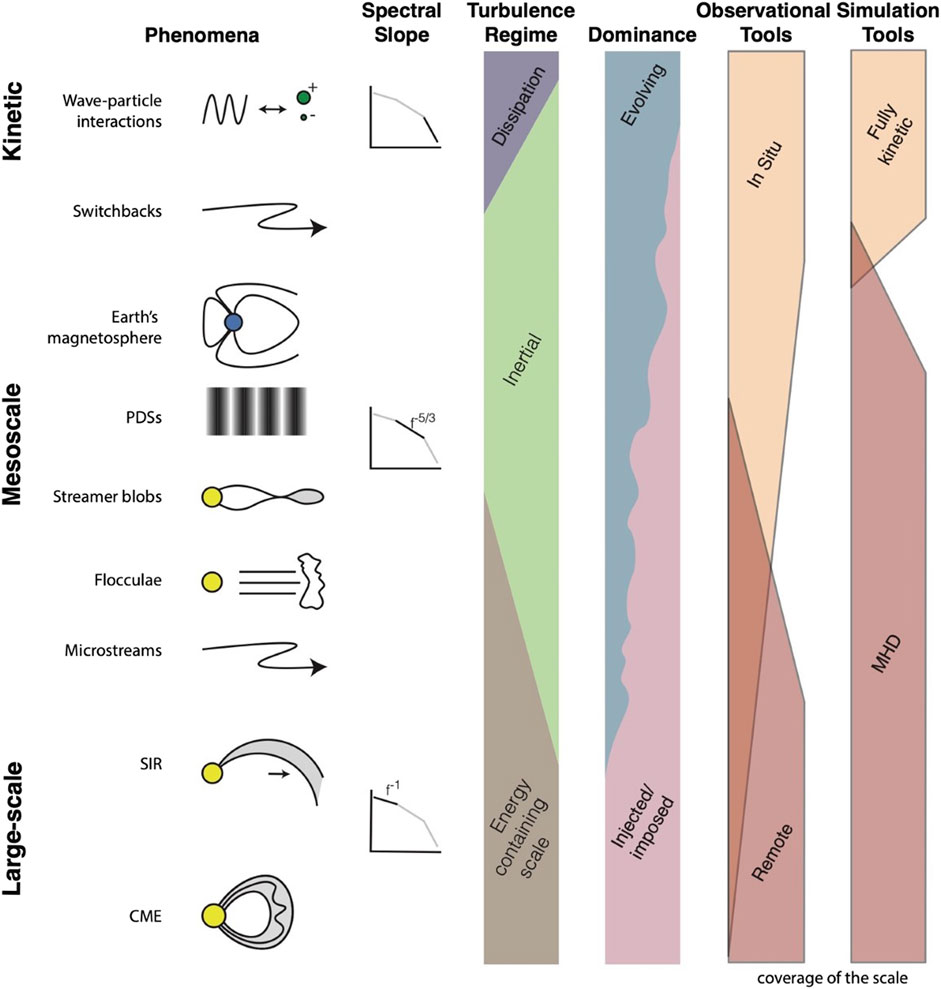 Phenomena
Spectral
Slope
Turbulence
Regime
Dominance
Observational
Tools
Simulation
Tools
Kinetic
Wave-particle
interactions
+
-
Switchbacks
Earth's
magnetosphere
Mesoscale
PDSs
f-5/3
Streamer blobs
Flocculae
Microstreams
Large-scale
SIR
f-1
CME
Dissipation
Inertial
Energy
containing
scale
Evolving
Injected/
imposed
In Situ
Remote
Fully
kinetic
MHD
coverage of the scale